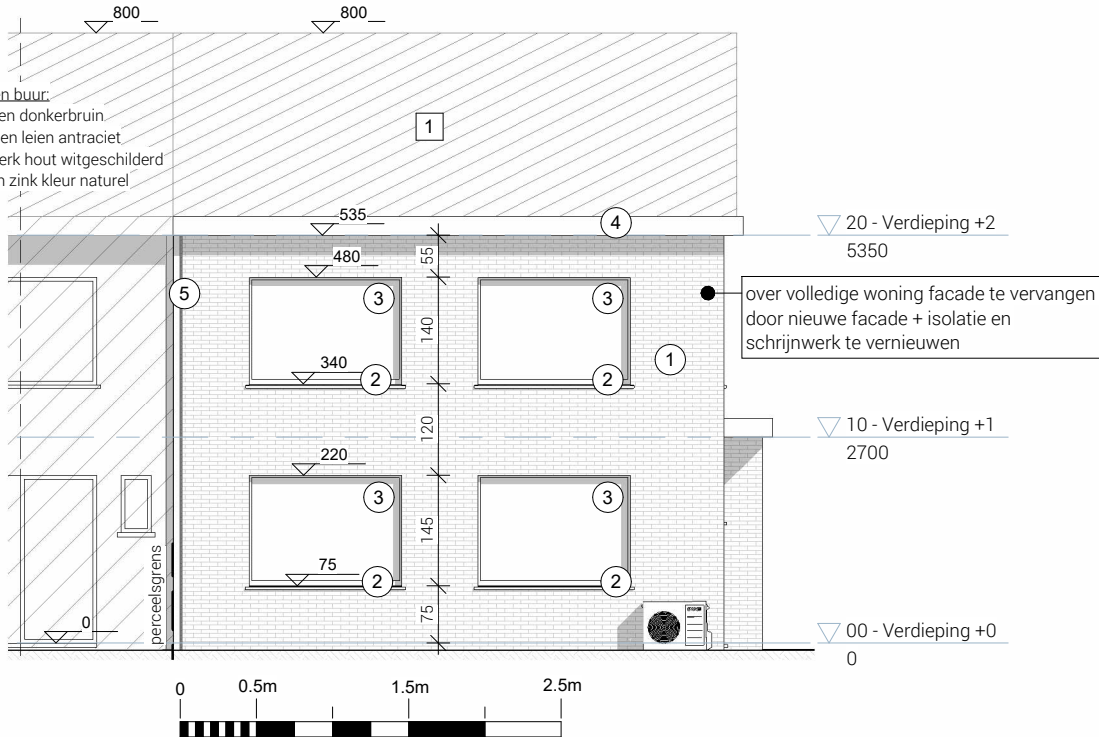 800
800
en buur:
en donkerbruin
en leien antraciet
erk hout witgeschilderd
n zink kleur naturel
1
535
4
20 - Verdieping +2
5350
480
55
5
3
3
over volledige woning facade te vervangen
door nieuwe facade + isolatie en
schrijnwerk te vernieuwen
140
340
1
2
2
120
10 - Verdieping +1
2700
220
3
3
145
75
2
2
perceelsgrens
75
0
00 - Verdieping +0
0
0
0.5m
1.5m
2.5m